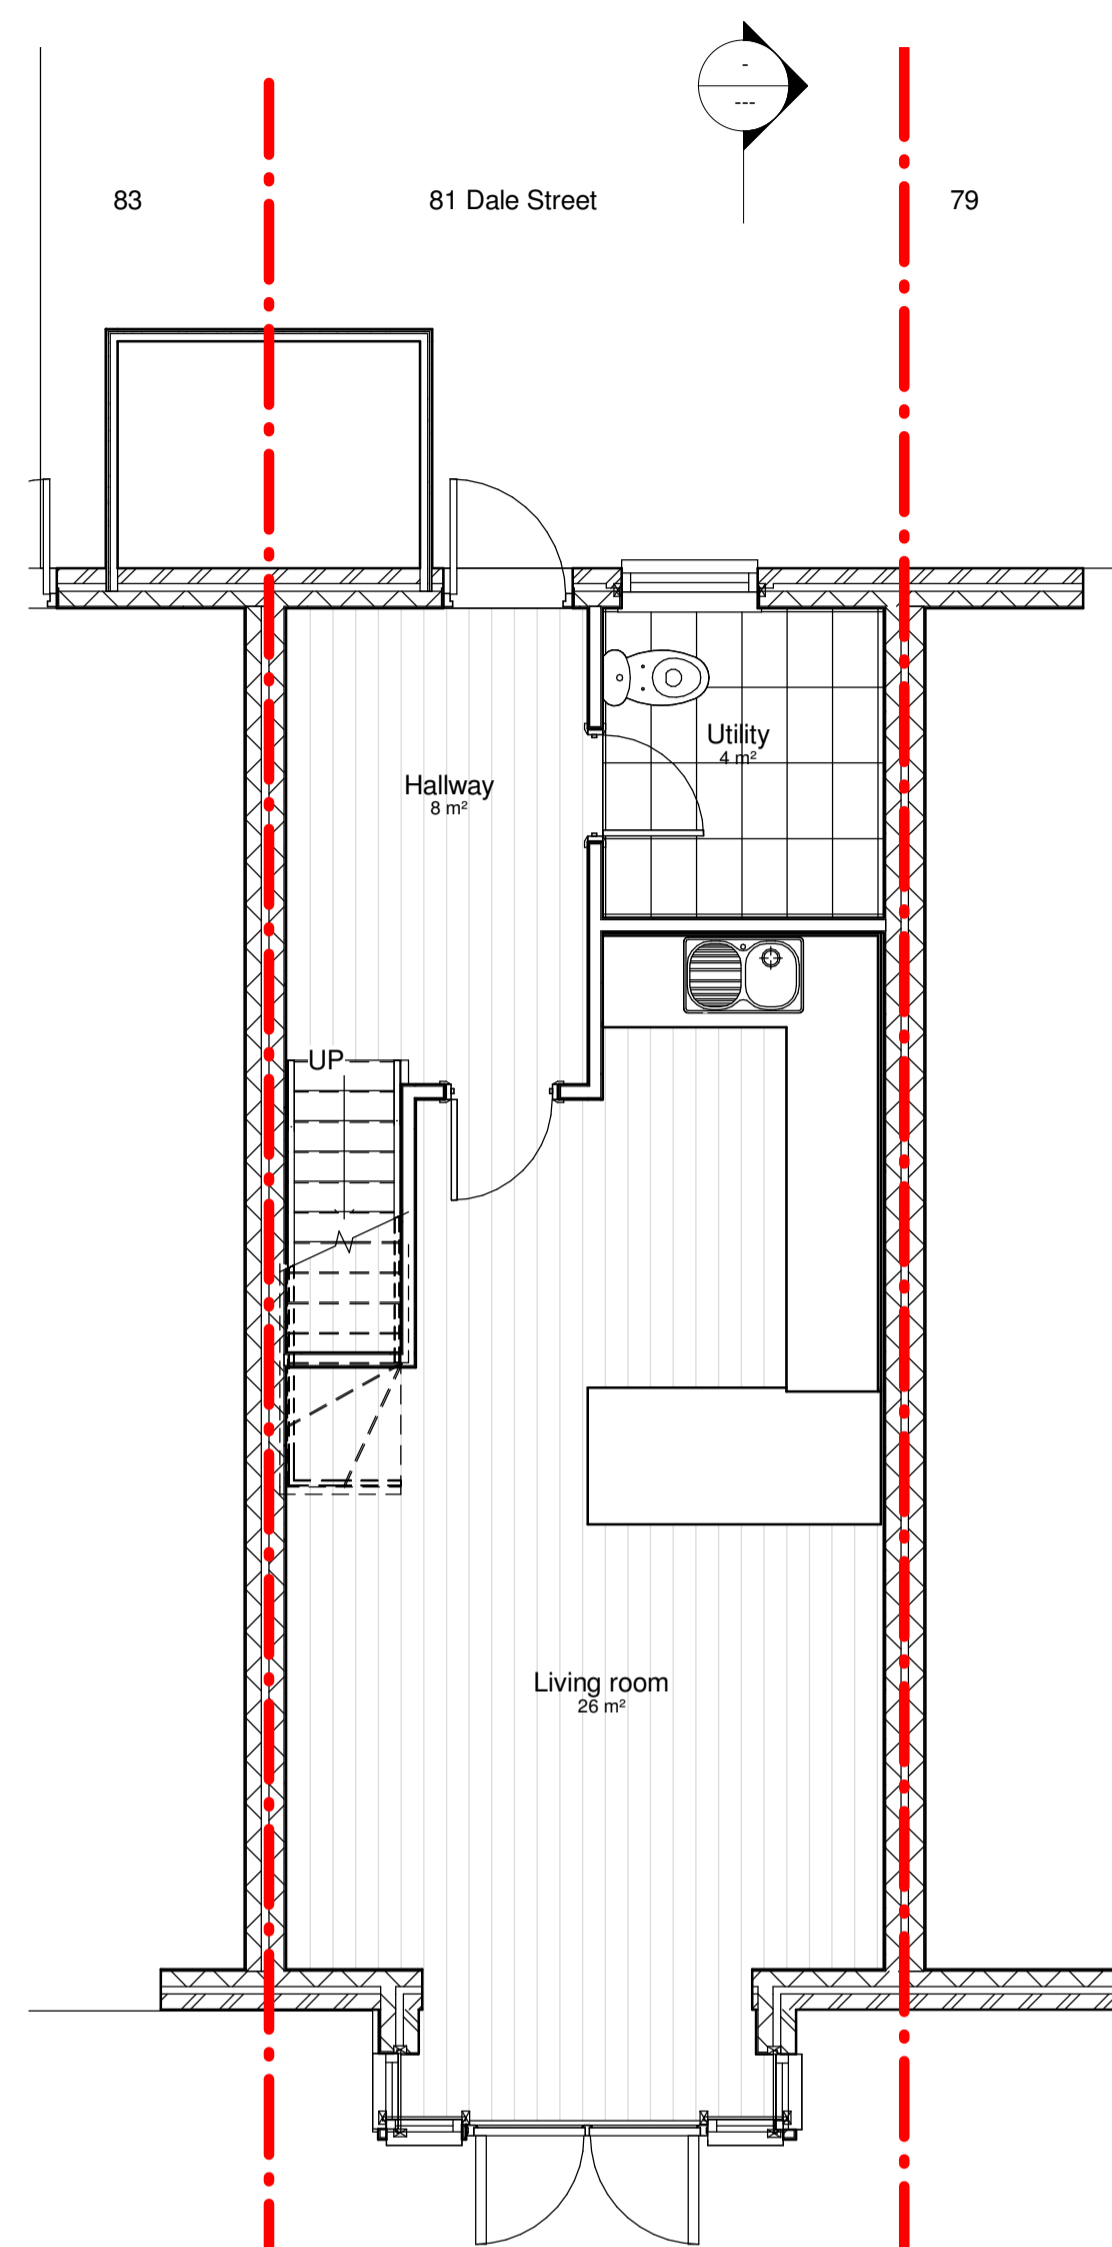 -
---
83
81 Dale Street
79
Utility
4 m²
Hallway
8 m²
UP
Living room
26 m²